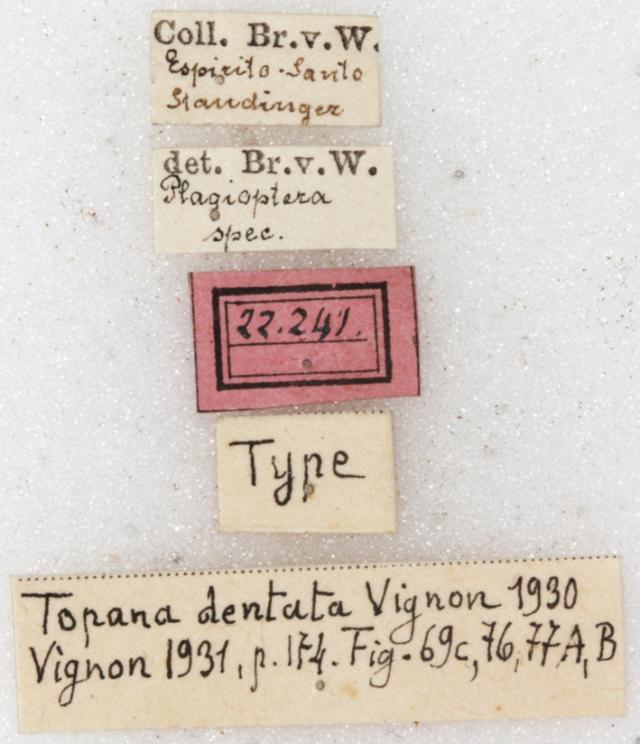 Coll. Br.v.W.
Espirito-Santo
Staudinger
det. Br.v.W.
Plagioptera
spec.
22.241.
Type
Topana dentata Vignon 1930
Vignon 1931, p. 174. Fig. 69c, 76, 77A, B